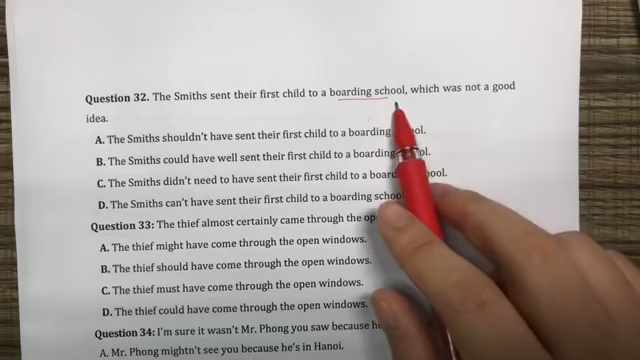 Question 32. The Smiths sent their first child to a boarding school, which was not a good
idea.
A. The Smiths shouldn't have sent their first child to a boarding
B. The Smiths could have well sent their first child to a boarding
C. The Smiths didn't need to have sent their first child to a
D. The Smiths can't have sent their first child to a boarding school
Question 33: The thief almost certainly came through the
A. The thief might have come through the open windows.
B. The thief should have come through the open windows.
C. The thief must have come through the open windows.
D. The thief could have come through the open windows.
Question 34: I'm sure it wasn't Mr. Phong you saw because
A. Mr. Phong mightn't see you because he's in Hanoi.